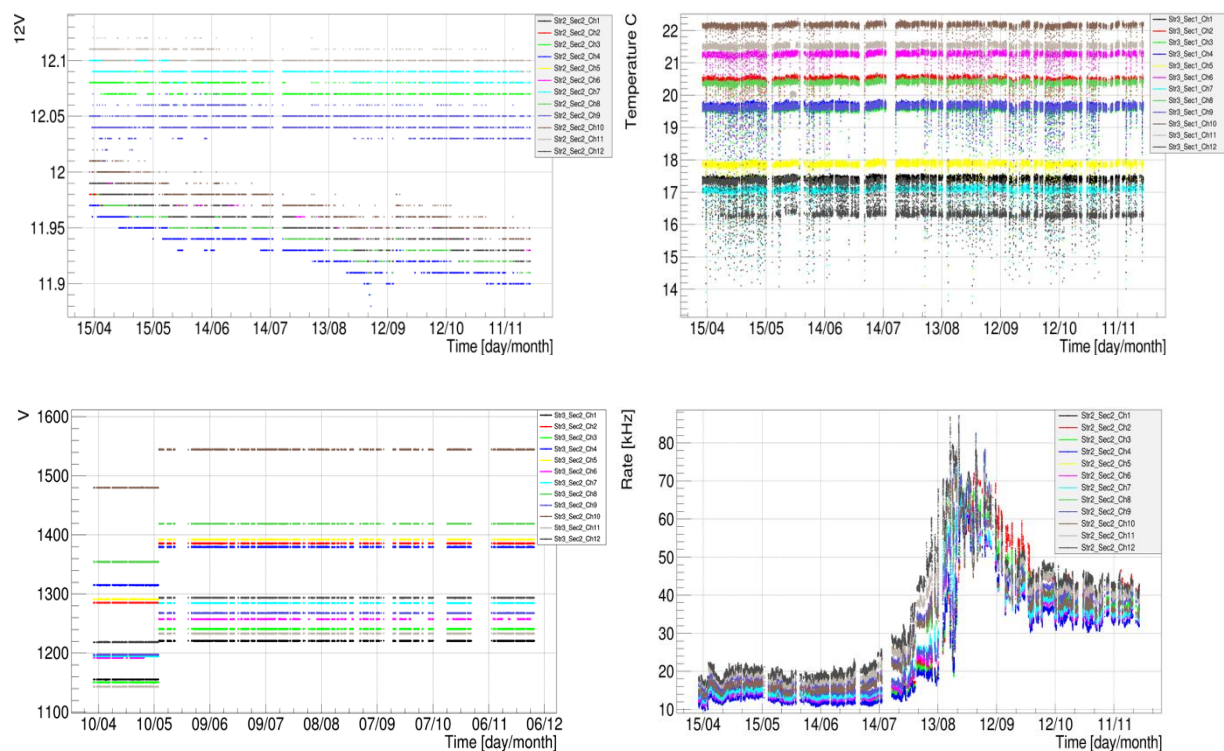 12V
12.1
12.05
12
11.95
11.9
15/04 15/05 14/06 14/07 13/08 12/09 12/10 11/11
Time [day/month]
Str2_Sec2_Ch1
Str2_Sec2_Ch2
Str2_Sec2_Ch3
Str2_Sec2_Ch4
Str2_Sec2_Ch5
Str2_Sec2_Ch6
Str2_Sec2_Ch7
Str2_Sec2_Ch8
Str2_Sec2_Ch9
Str2_Sec2_Ch10
Str2_Sec2_Ch11
Str2_Sec2_Ch12
Temperature C
22
21
20
19
18
17
16
15
14
15/04 15/05 14/06 14/07 13/08 12/09 12/10 11/11
Time [day/month]
Str3_Sec1_Ch1
Str3_Sec1_Ch2
Str3_Sec1_Ch3
Str3_Sec1_Ch4
Str3_Sec1_Ch5
Str3_Sec1_Ch6
Str3_Sec1_Ch7
Str3_Sec1_Ch8
Str3_Sec1_Ch9
Str3_Sec1_Ch10
Str3_Sec1_Ch11
Str3_Sec1_Ch12
V
1600
1500
1400
1300
1200
1100
10/04 10/05 09/06 09/07 08/08 07/09 07/10 06/11 06/12
Time [day/month]
Str3_Sec2_Ch1
Str3_Sec2_Ch2
Str3_Sec2_Ch3
Str3_Sec2_Ch4
Str3_Sec2_Ch5
Str3_Sec2_Ch6
Str3_Sec2_Ch7
Str3_Sec2_Ch8
Str3_Sec2_Ch9
Str3_Sec2_Ch10
Str3_Sec2_Ch11
Str3_Sec2_Ch12
Rate [kHz]
80
70
60
50
40
30
20
10
15/04 15/05 14/06 14/07 13/08 12/09 12/10 11/11
Time [day/month]
Str2_Sec2_Ch1
Str2_Sec2_Ch2
Str2_Sec2_Ch3
Str2_Sec2_Ch4
Str2_Sec2_Ch5
Str2_Sec2_Ch6
Str2_Sec2_Ch7
Str2_Sec2_Ch8
Str2_Sec2_Ch9
Str2_Sec2_Ch10
Str2_Sec2_Ch11
Str2_Sec2_Ch12